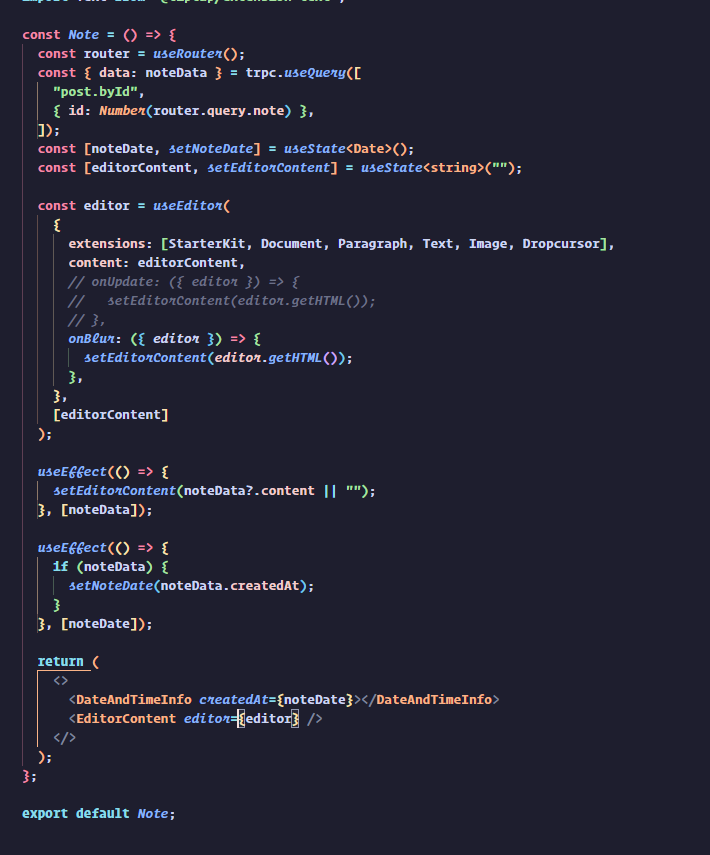 const Note = () => {
const router = useRouter();
const { data: noteData } = trpc.useQuery([
"post.byId",
{ id: Number(router.query.note) },
]);
const [noteDate, setNoteDate] = useState<Date>();
const [editorContent, setEditorContent] = useState<string>("");
const editor = useEditor(
{
extensions: [StarterKit, Document, Paragraph, Text, Image, Dropcursor],
content: editorContent,
// onUpdate: ({ editor }) => {
//   setEditorContent(editor.getHTML());
// },
onBlur: ({ editor }) => {
setEditorContent(editor.getHTML());
},
},
[editorContent]
);
useEffect(() => {
setEditorContent(noteData?.content || "");
}, [noteData]);
useEffect(() => {
if (noteData) {
setNoteDate(noteData.createdAt);
}
}, [noteDate]);
return (
<>
<DateAndTimeInfo createdAt={noteDate}></DateAndTimeInfo>
<EditorContent editor={editor} />
</>
);
};
export default Note;